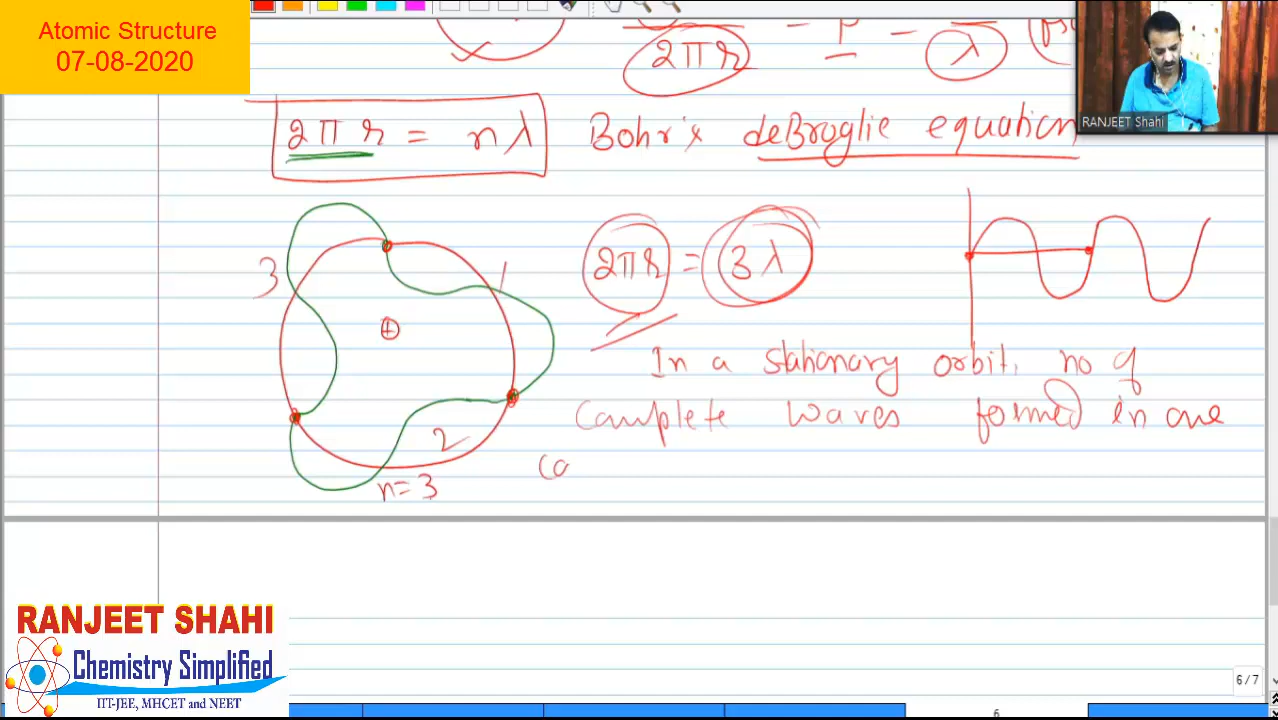 Atomic Structure
07-08-2020
2πr
λ
RANJEET Shahi
2πr = nλ Bohr's deBroglie equation
3
1
2πr = 3λ
+
In a stationary orbit, no of
Complete waves formed in one
2
n=3
RANJEET SHAHI
Chemistry Simplified
IIT-JEE, MHCET and NEET
6/7
6